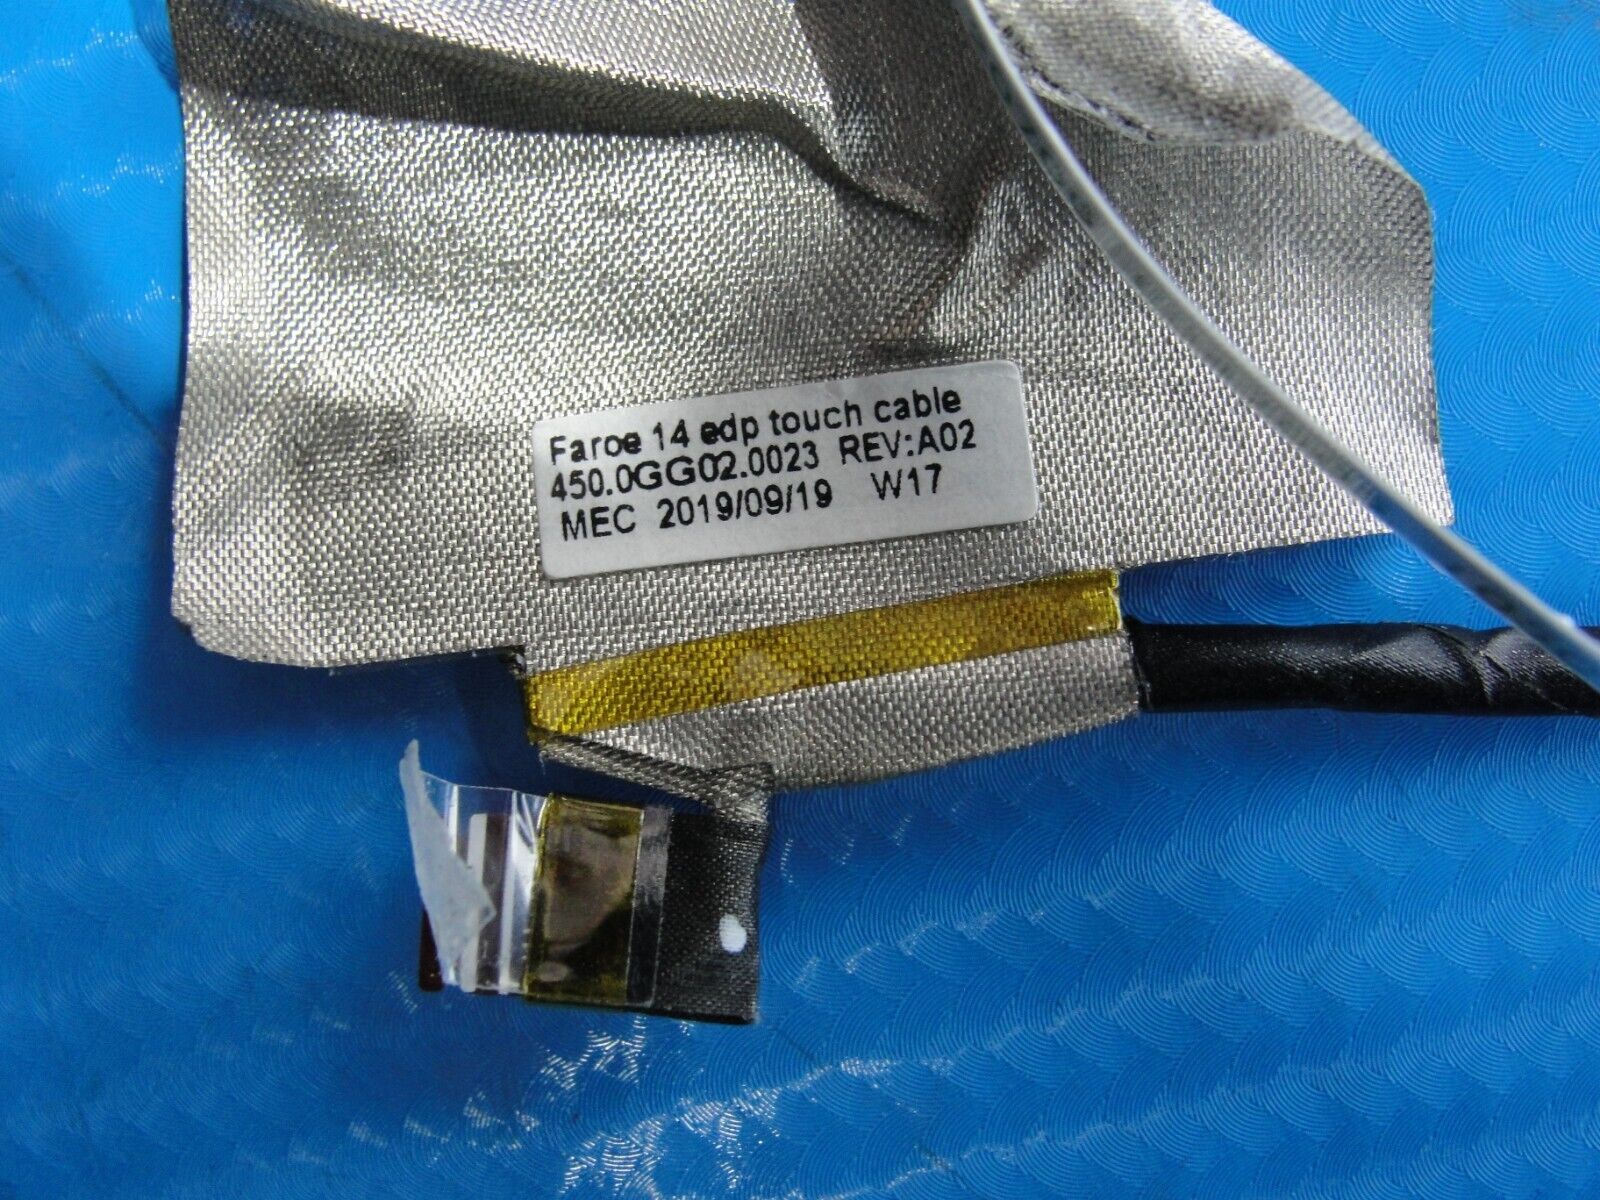 Faroe 14 edp touch cable
450.0GG02.0023 REV:A02
MEC 2019/09/19 W17